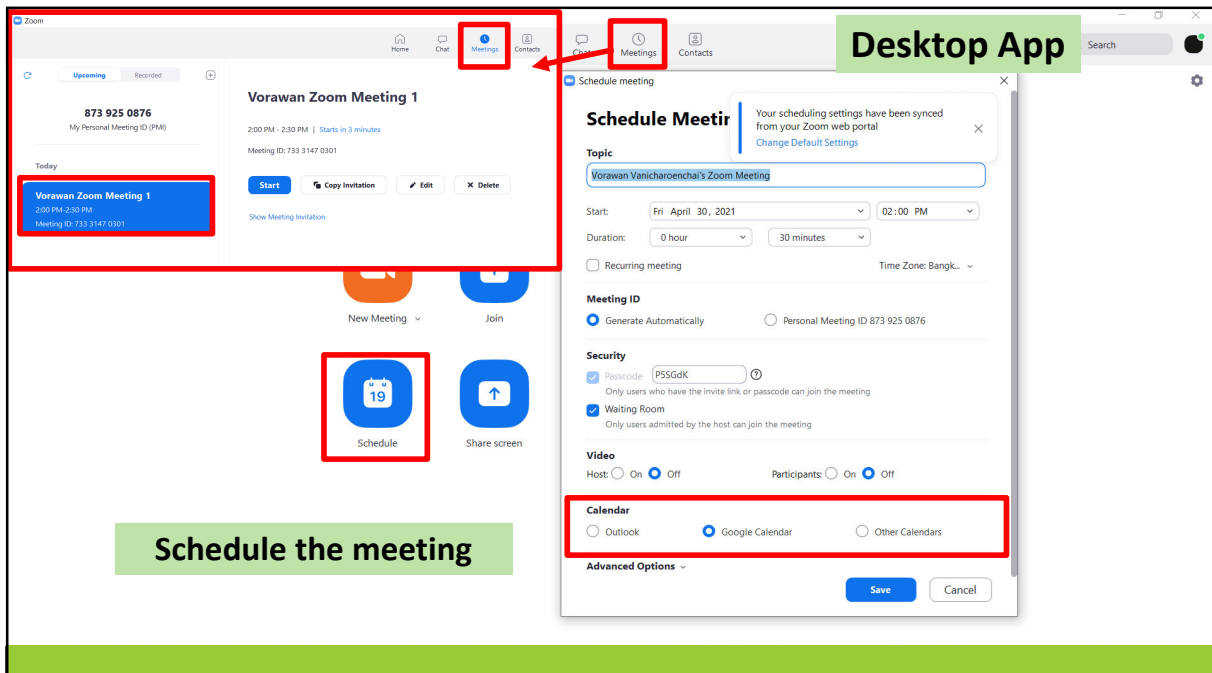 Zoom
Home
Chat
Meetings
Contacts
Upcoming
Recorded
873 925 0876
My Personal Meeting ID (PMI)
Today
Vorawan Zoom Meeting 1
2:00 PM-2:30 PM
Meeting ID: 733 3147 0301
Vorawan Zoom Meeting 1
2:00 PM - 2:30 PM | Starts in 3 minutes
Meeting ID: 733 3147 0301
Start
Copy Invitation
Edit
Delete
Show Meeting Invitation
Meetings
Contacts
Desktop App
Search
New Meeting
Join
19
Schedule
Share screen
Schedule the meeting
Schedule meeting
Schedule Meetin
Your scheduling settings have been synced
from your Zoom web portal
Change Default Settings
Topic
Vorawan Vanicharoenchai's Zoom Meeting
Start: Fri April 30, 2021 02:00 PM
Duration: 0 hour 30 minutes
Recurring meeting Time Zone: Bangk...
Meeting ID
Generate Automatically Personal Meeting ID 873 925 0876
Security
Passcode P5SGdK
Only users who have the invite link or passcode can join the meeting
Waiting Room
Only users admitted by the host can join the meeting
Video
Host: On Off Participants: On Off
Calendar
Outlook Google Calendar Other Calendars
Advanced Options
Save Cancel